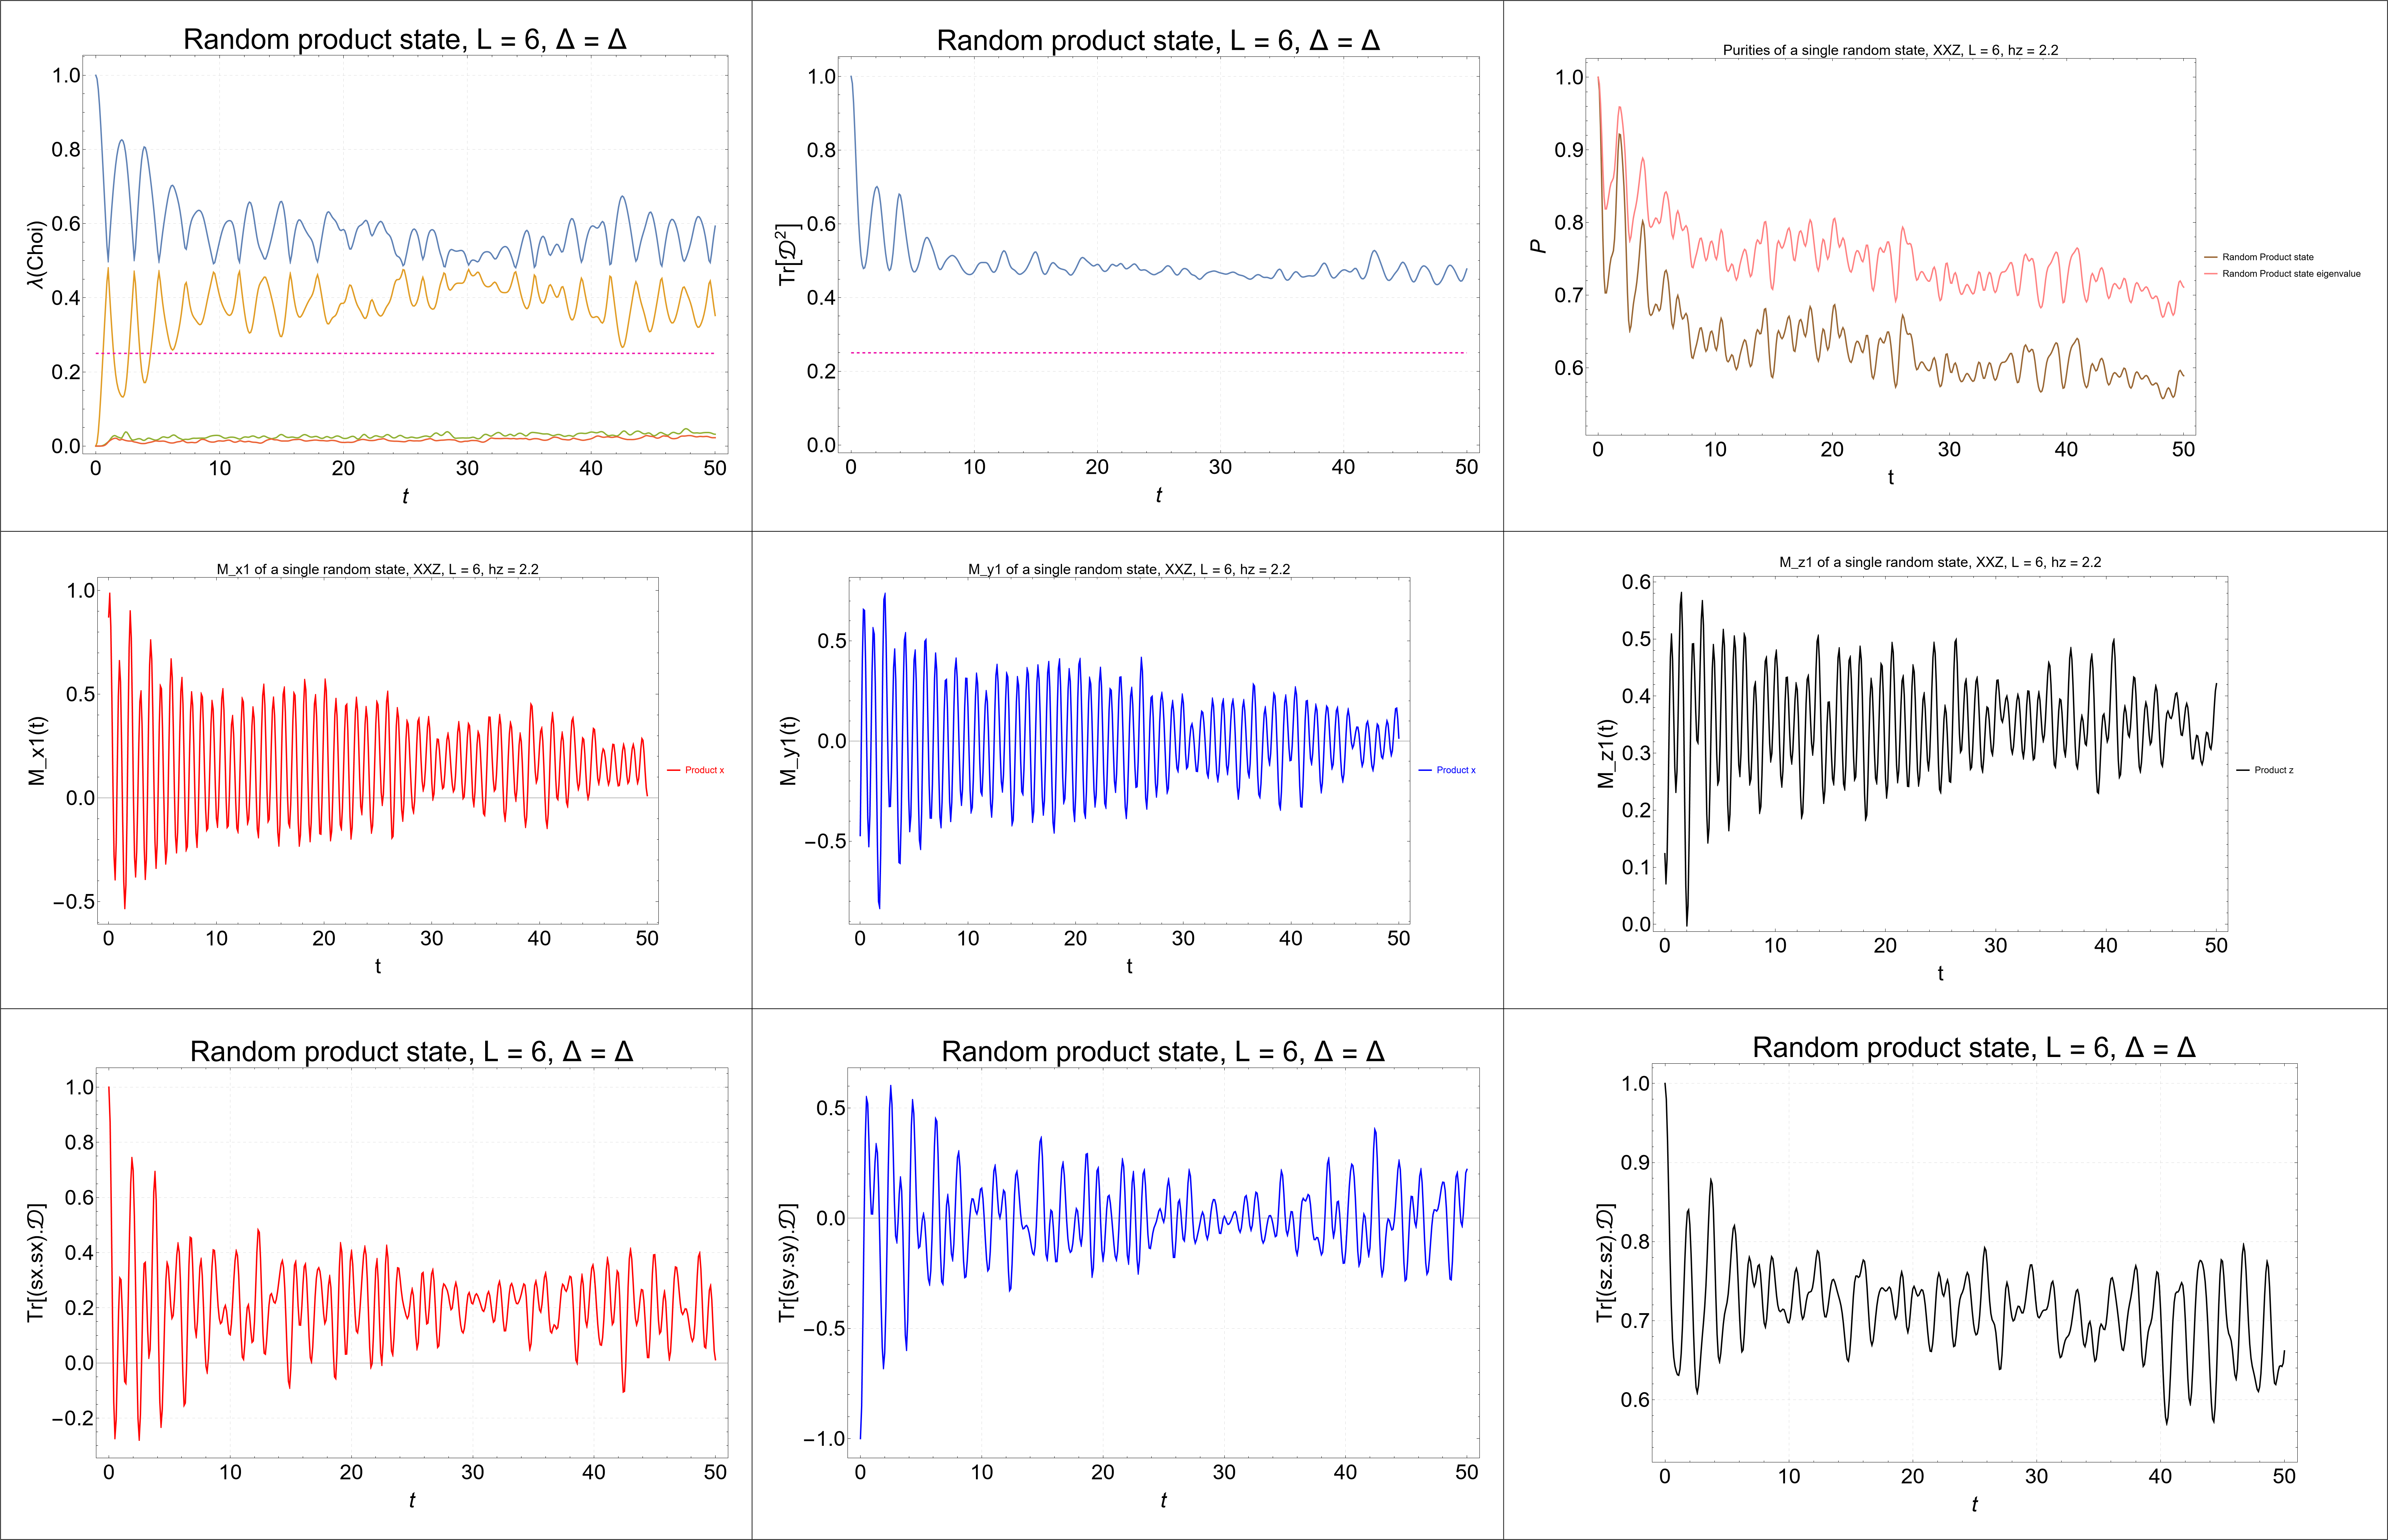 Random product state, L = 6, Δ = Δ
λ(Choi)
1.0
0.8
0.6
0.4
0.2
0.0
0 10 20 30 40 50
t
Random product state, L = 6, Δ = Δ
Tr[𝒟²]
1.0
0.8
0.6
0.4
0.2
0.0
0 10 20 30 40 50
t
Purities of a single random state, XXZ, L = 6, hz = 2.2
P
1.0
0.9
0.8
0.7
0.6
0 10 20 30 40 50
t
Random Product state
Random Product state eigenvalue
M_x1 of a single random state, XXZ, L = 6, hz = 2.2
M_x1(t)
1.0
0.5
0.0
−0.5
0 10 20 30 40 50
t
Product x
M_y1 of a single random state, XXZ, L = 6, hz = 2.2
M_y1(t)
0.5
0.0
−0.5
0 10 20 30 40 50
t
Product x
M_z1 of a single random state, XXZ, L = 6, hz = 2.2
M_z1(t)
0.6
0.5
0.4
0.3
0.2
0.1
0.0
0 10 20 30 40 50
t
Product z
Random product state, L = 6, Δ = Δ
Tr[(sx.sx).𝒟]
1.0
0.8
0.6
0.4
0.2
0.0
−0.2
0 10 20 30 40 50
t
Random product state, L = 6, Δ = Δ
Tr[(sy.sy).𝒟]
0.5
0.0
−0.5
−1.0
0 10 20 30 40 50
t
Random product state, L = 6, Δ = Δ
Tr[(sz.sz).𝒟]
1.0
0.9
0.8
0.7
0.6
0 10 20 30 40 50
t